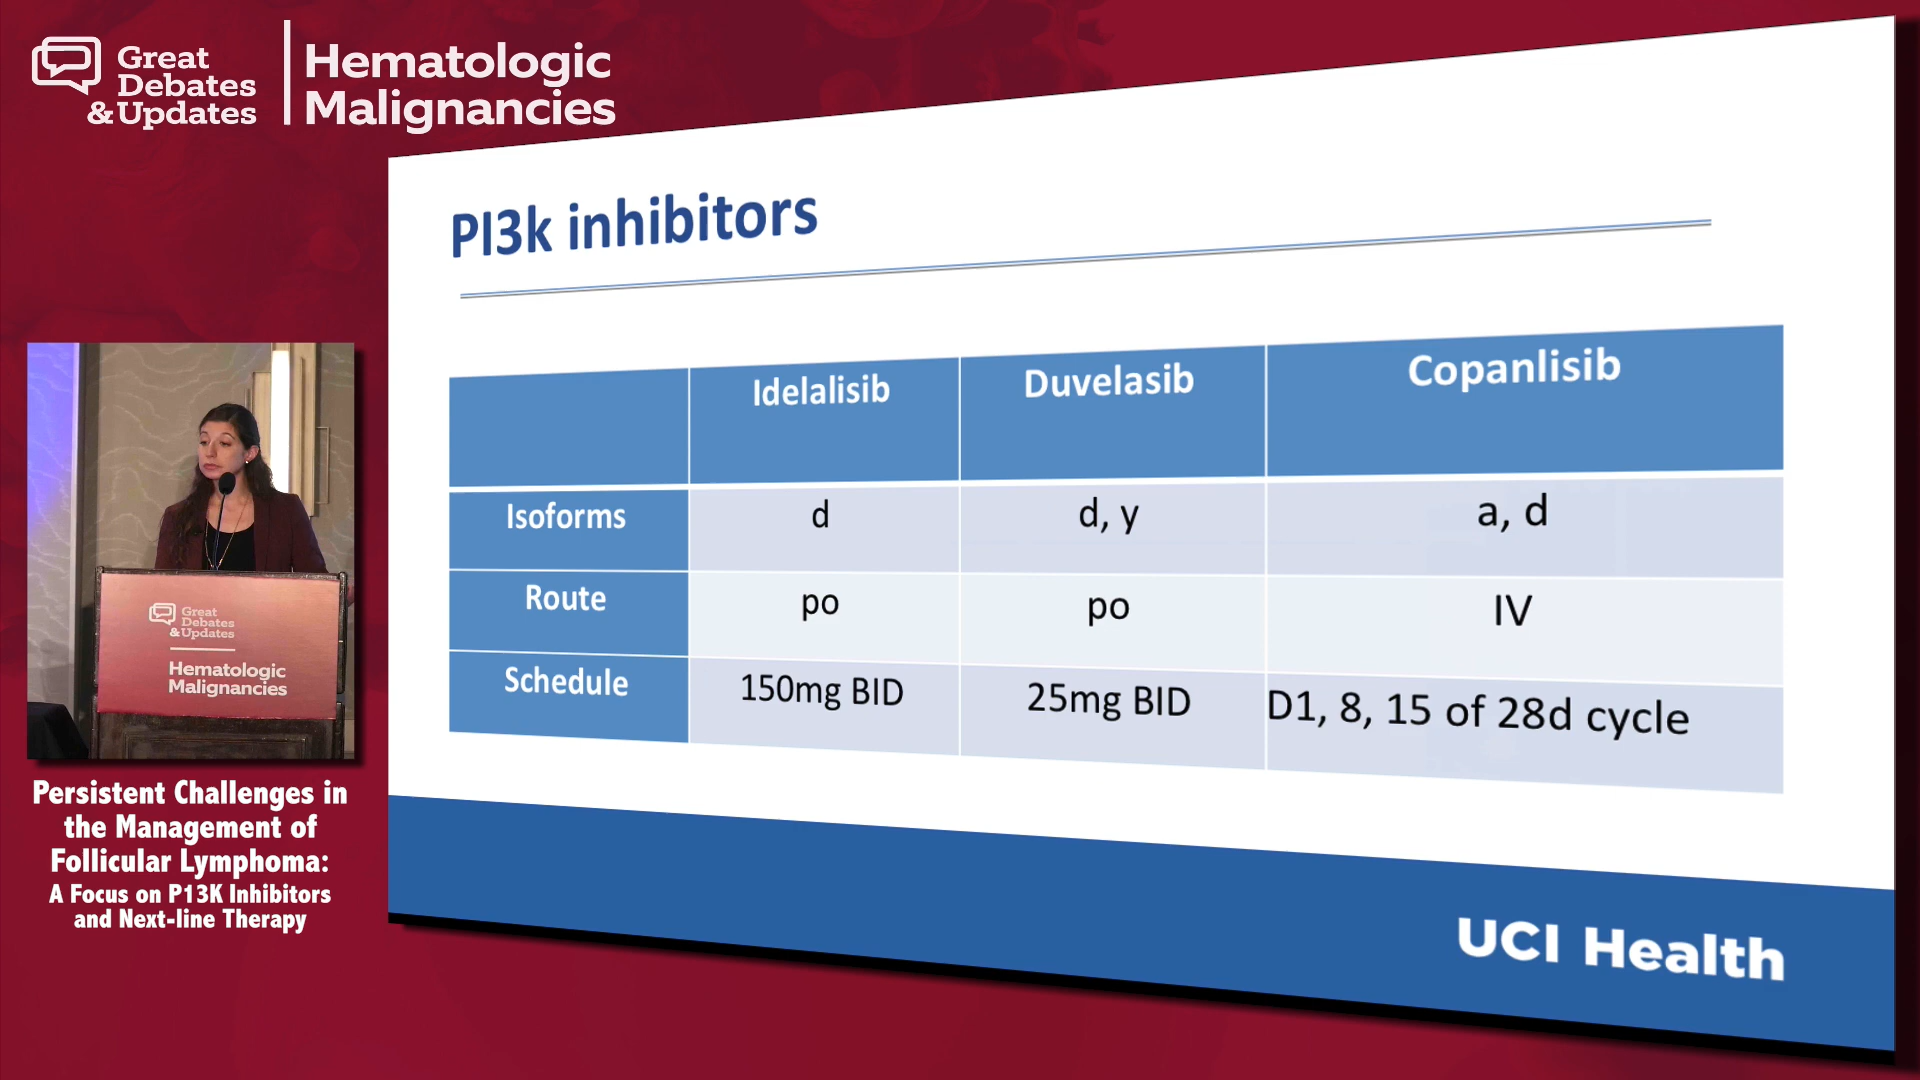 Great
Debates
& Updates
Hematologic
Malignancies
PI3k inhibitors
Idelalisib
Duvelasib
Copanlisib
Isoforms
d
d, y
a, d
Route
po
po
IV
Schedule
150mg BID
25mg BID
D1, 8, 15 of 28d cycle
Great
Debates
& Updates
Hematologic
Malignancies
Persistent Challenges in
the Management of
Follicular Lymphoma:
A Focus on P13K Inhibitors
and Next-line Therapy
UCI Health